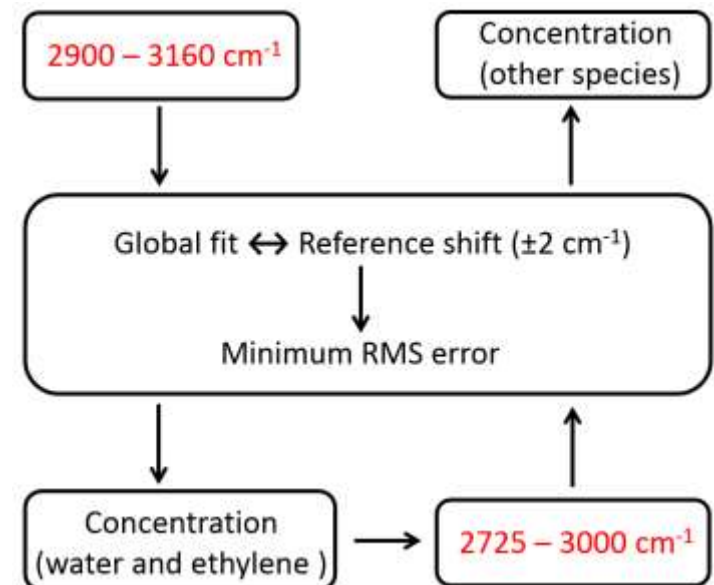 2900 – 3160 cm⁻¹
Concentration
(other species)
Global fit ↔ Reference shift (±2 cm⁻¹)
Minimum RMS error
Concentration
(water and ethylene )
2725 – 3000 cm⁻¹